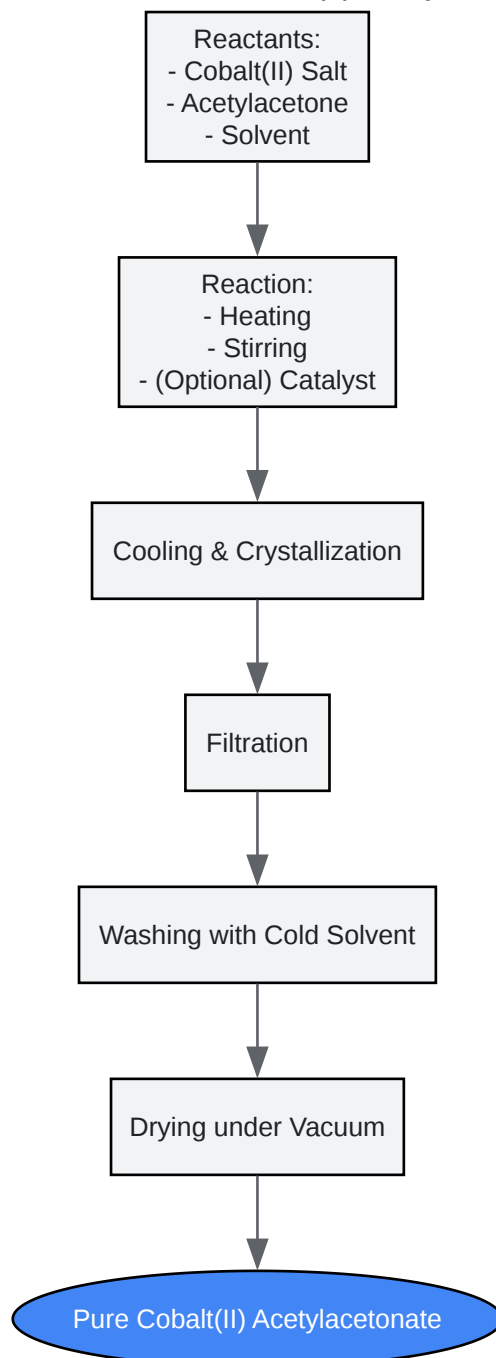 Reactants:
- Cobalt(II) Salt
- Acetylacetone
- Solvent
Reaction:
- Heating
- Stirring
- (Optional) Catalyst
Cooling & Crystallization
Filtration
Washing with Cold Solvent
Drying under Vacuum
Pure Cobalt(II) Acetylacetonate